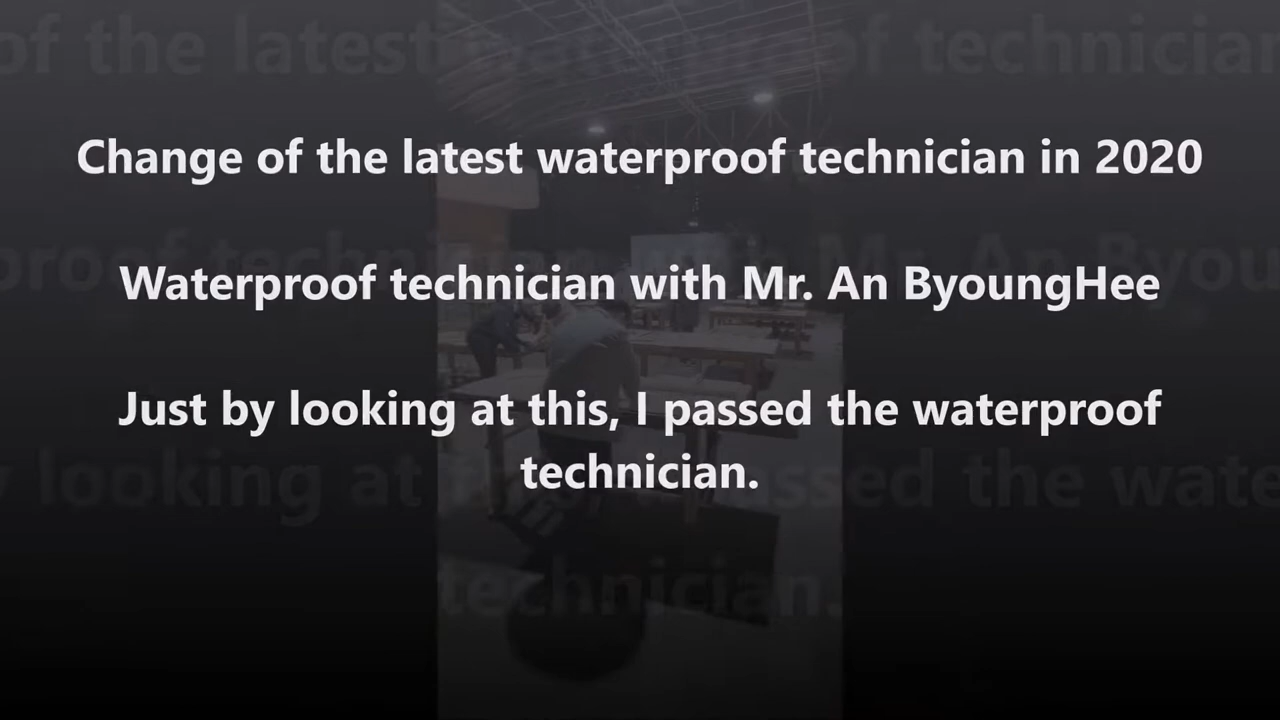 Change of the latest waterproof technician in 2020
Waterproof technician with Mr. An ByoungHee
Just by looking at this, I passed the waterproof
technician.